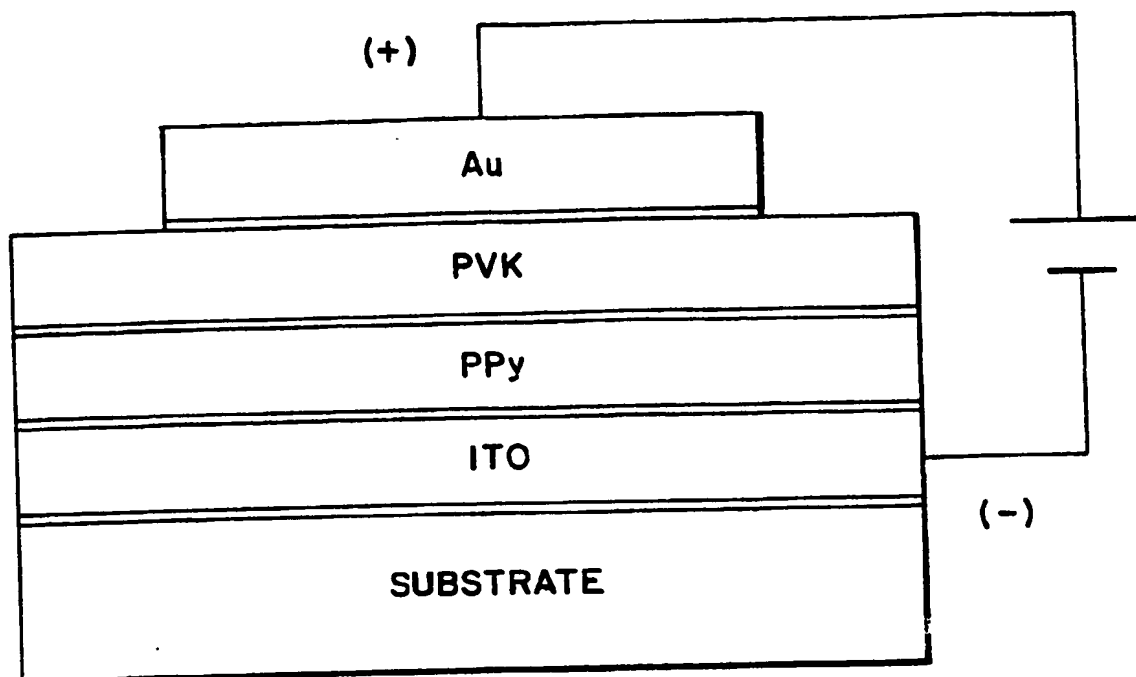 (+)
Au
PVK
PPy
ITO
(-)
SUBSTRATE